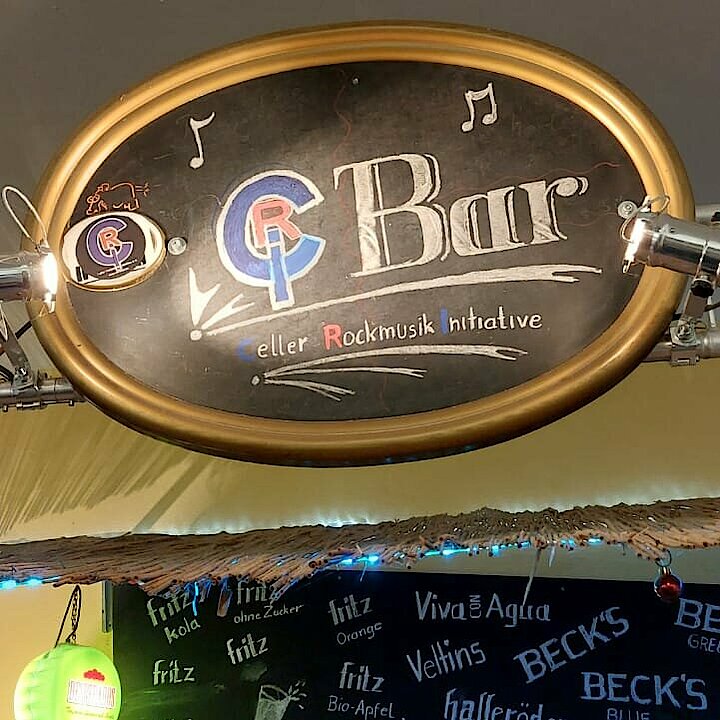 CRI Bar
CRI
Celler Rockmusik Initiative
fritz
kola
fritz
ohne Zucker
fritz
Orange
Viva CON Agua
BECK'S
fritz
fritz
fritz
Bio-Apfel
Veltins
BECK'S
BLUE